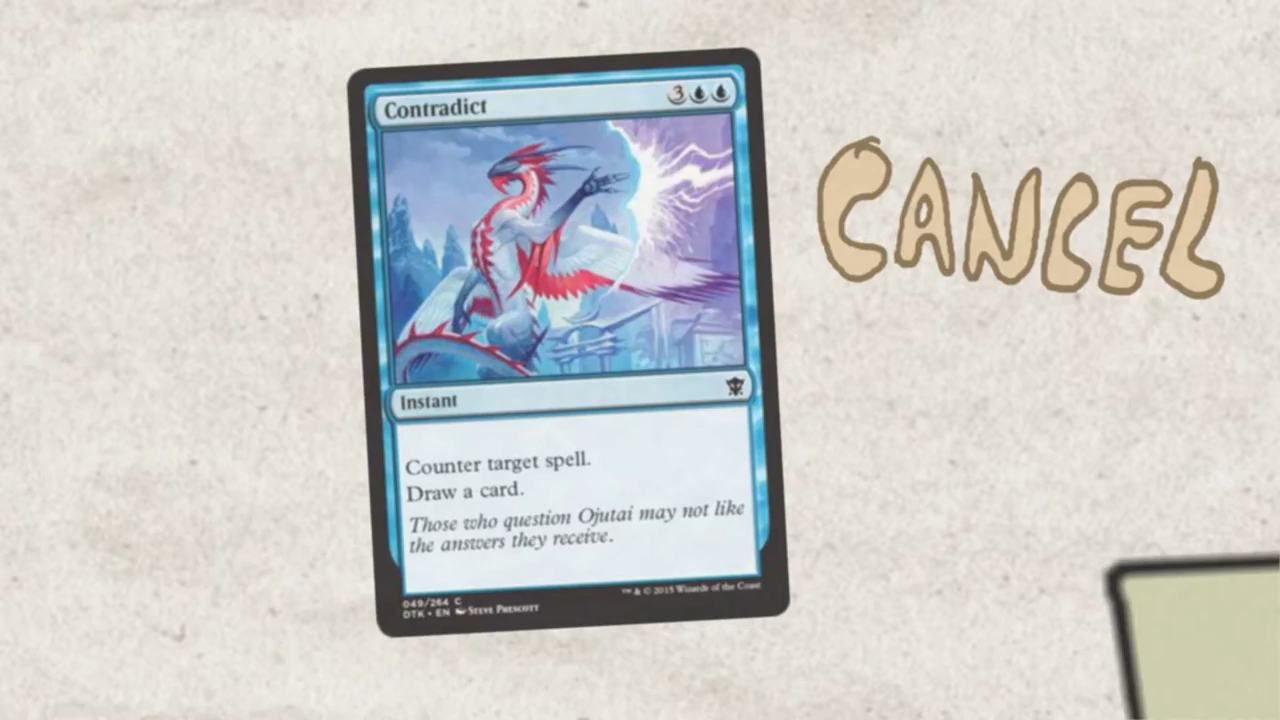 Contradict 3
CANCEL
Instant
Counter target spell.
Draw a card.
Those who question Ojutai may not like
the answers they receive.
049/264 C
DTK • EN STEVE PRESCOTT
™ & © 2015 Wizards of the Coast